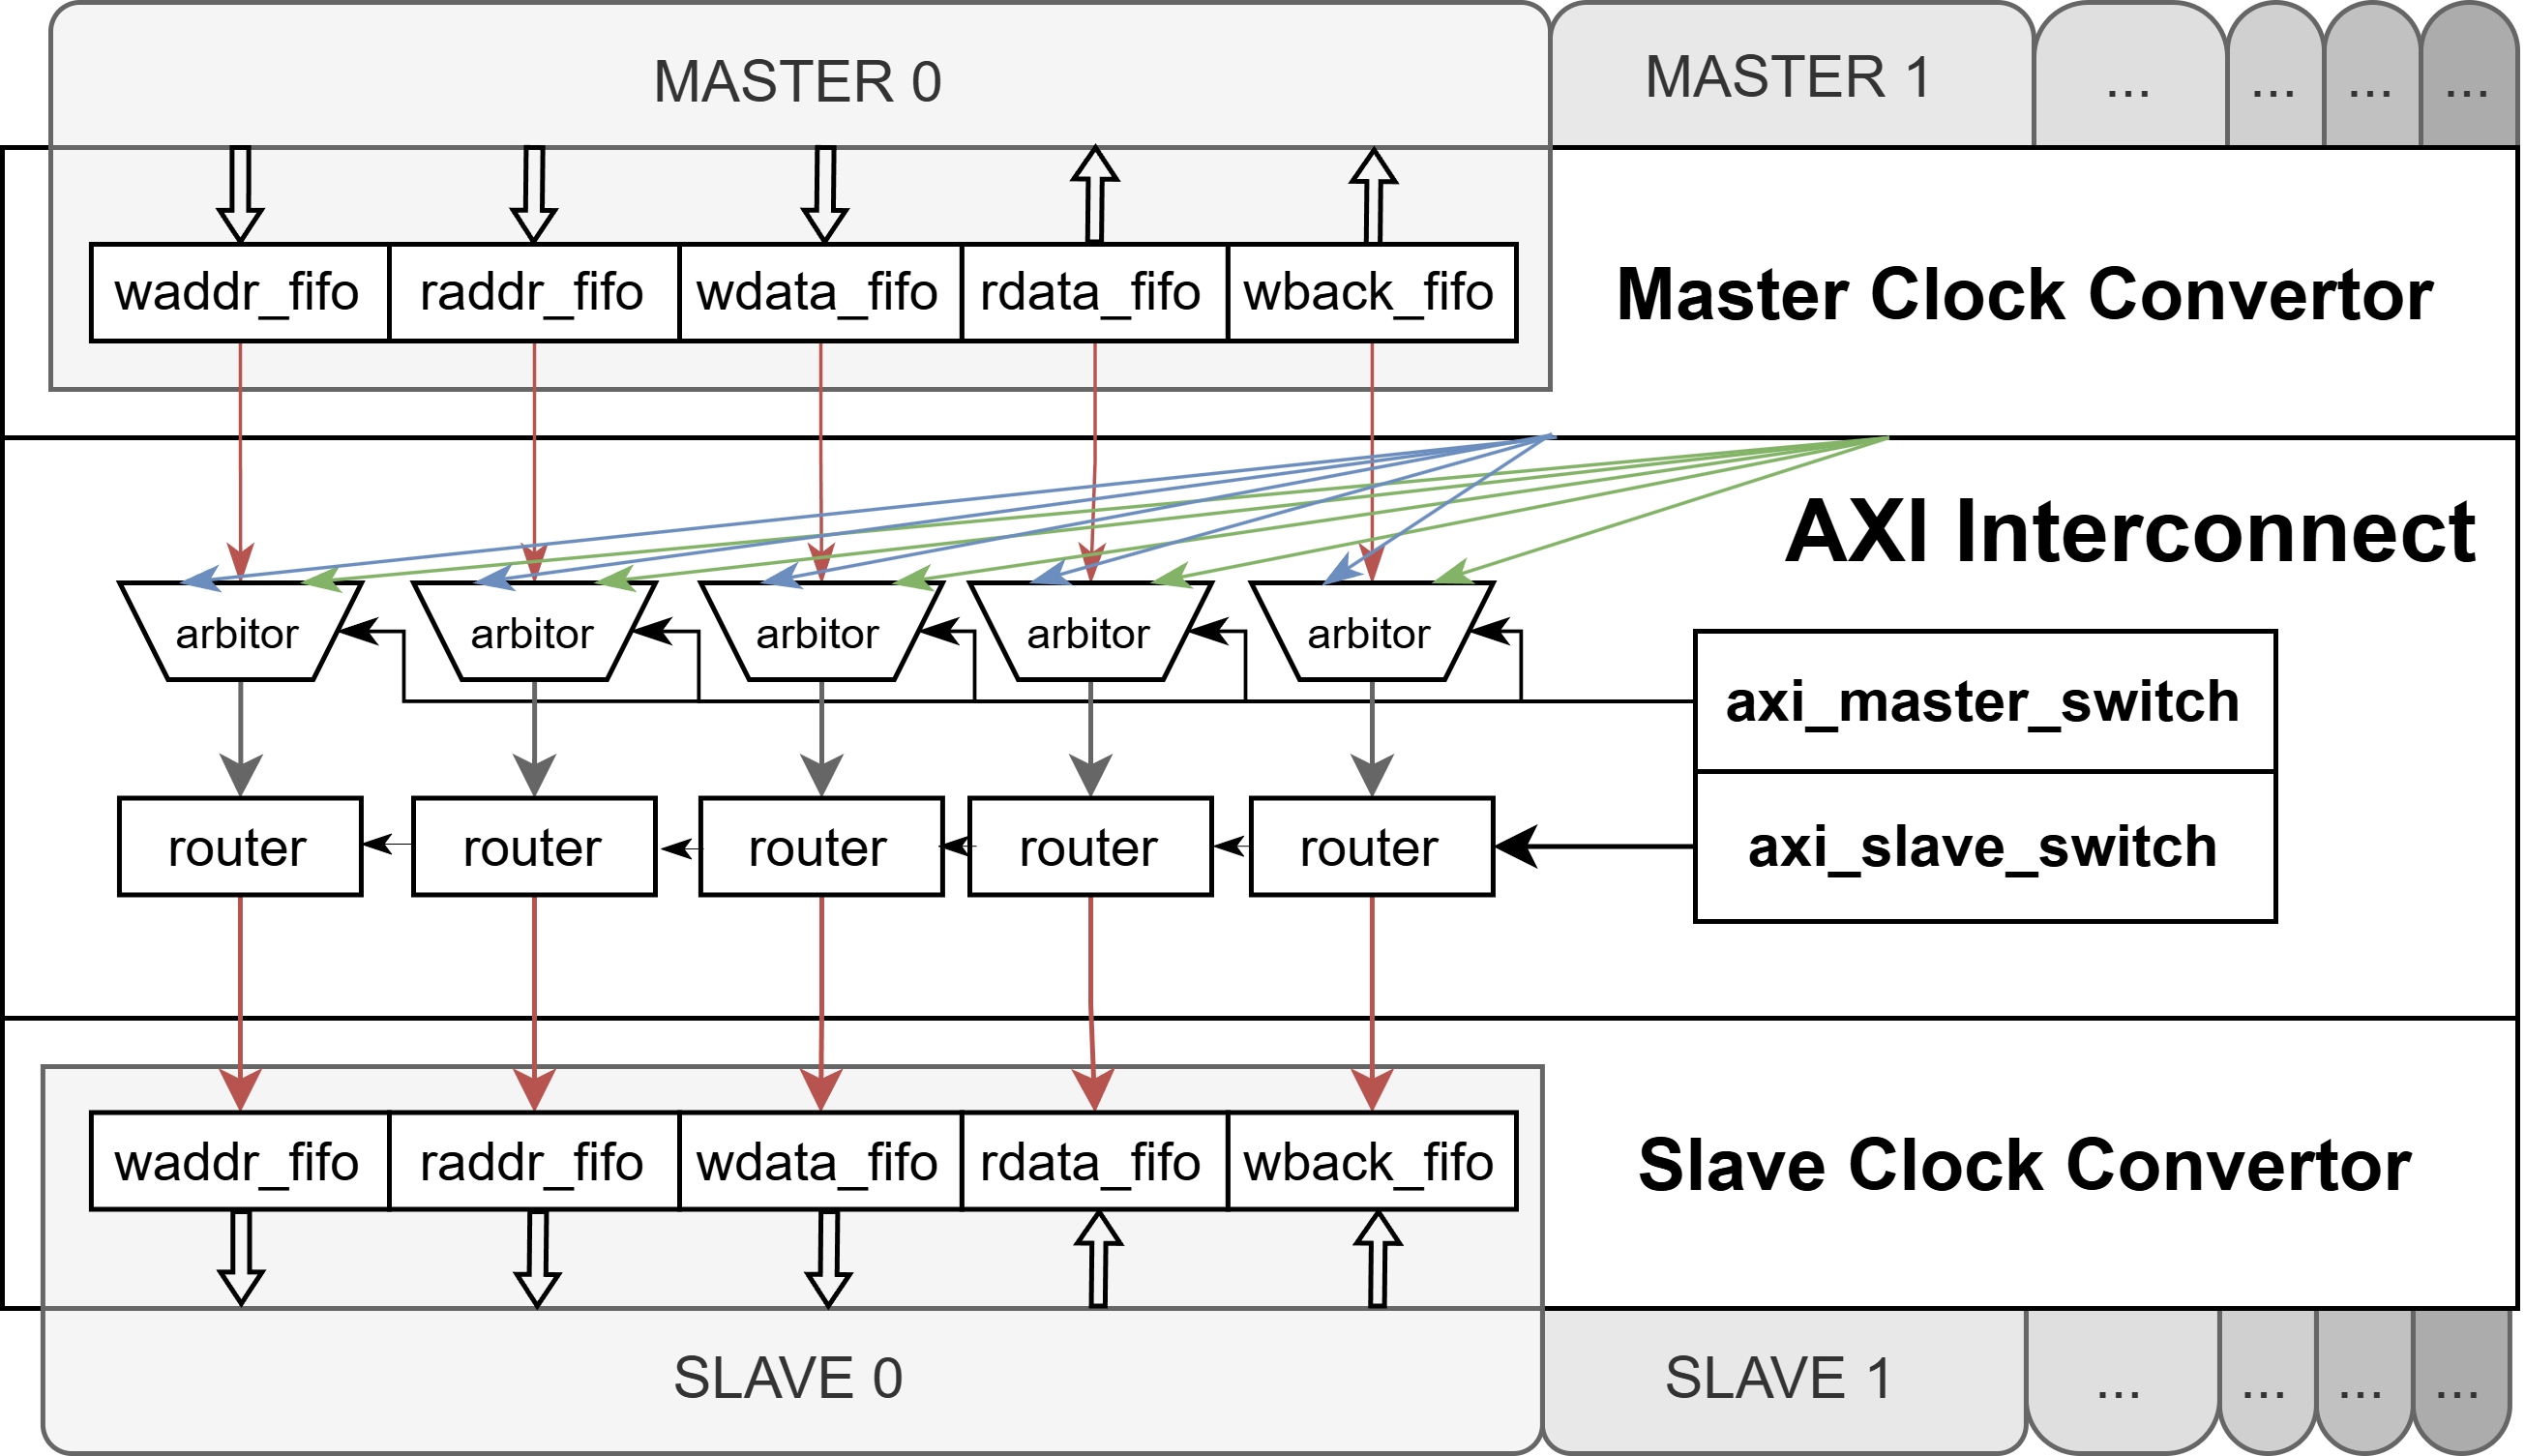 MASTER 0
MASTER 1
...
...
...
...
waddr_fifo
raddr_fifo
wdata_fifo
rdata_fifo
wback_fifo
Master Clock Convertor
AXI Interconnect
arbitor
arbitor
arbitor
arbitor
arbitor
axi_master_switch
router
router
router
router
router
axi_slave_switch
waddr_fifo
raddr_fifo
wdata_fifo
rdata_fifo
wback_fifo
Slave Clock Convertor
SLAVE 0
SLAVE 1
...
...
...
...